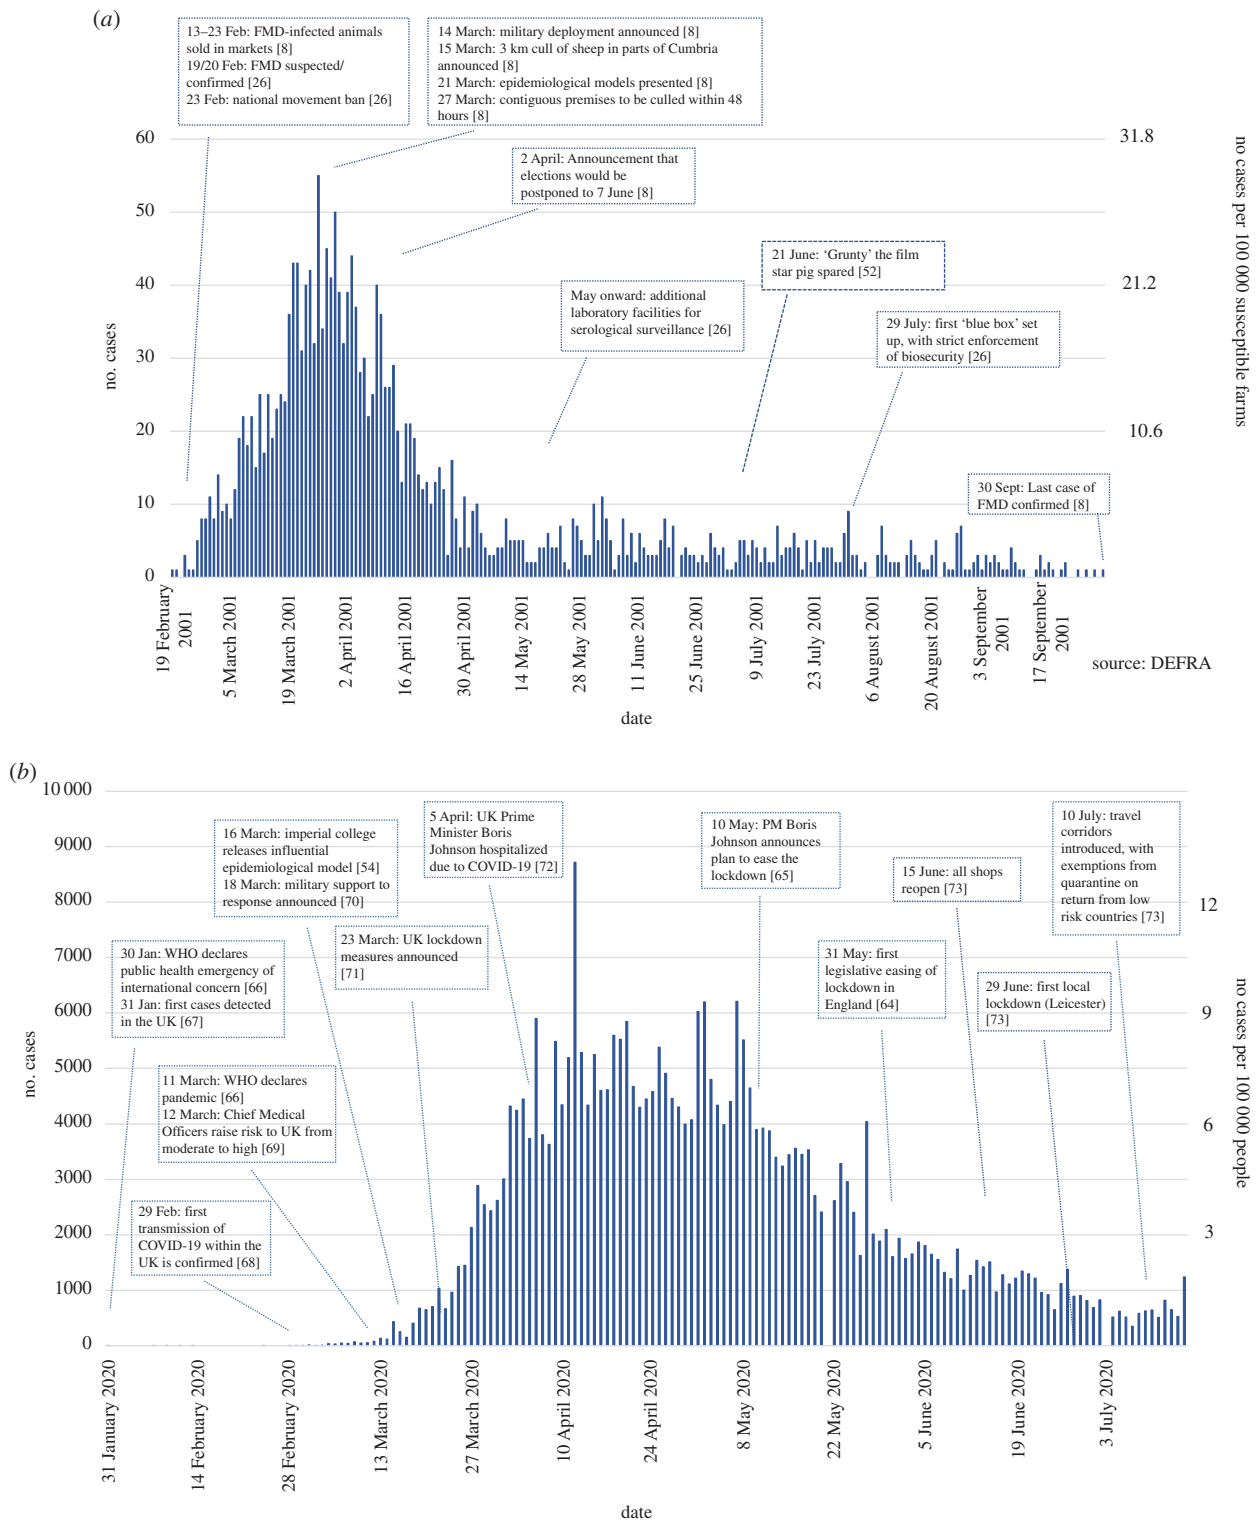 (a)
13–23 Feb: FMD-infected animals
sold in markets [8]
19/20 Feb: FMD suspected/
confirmed [26]
23 Feb: national movement ban [26]
14 March: military deployment announced [8]
15 March: 3 km cull of sheep in parts of Cumbria
announced [8]
21 March: epidemiological models presented [8]
27 March: contiguous premises to be culled within 48
hours [8]
2 April: Announcement that
elections would be
postponed to 7 June [8]
May onward: additional
laboratory facilities for
serological surveillance [26]
21 June: ‘Grunty’ the film
star pig spared [52]
29 July: first ‘blue box’ set
up, with strict enforcement
of biosecurity [26]
30 Sept: Last case of
FMD confirmed [8]
60
50
40
30
20
10
0
no. cases
31.8
21.2
10.6
no cases per 100 000 susceptible farms
19 February
2001
5 March 2001
19 March 2001
2 April 2001
16 April 2001
30 April 2001
14 May 2001
28 May 2001
11 June 2001
25 June 2001
9 July 2001
23 July 2001
6 August 2001
20 August 2001
3 September
2001
17 September
2001
source: DEFRA
date
(b)
10 000
9000
8000
7000
6000
5000
4000
3000
2000
1000
0
no. cases
30 Jan: WHO declares
public health emergency of
international concern [66]
31 Jan: first cases detected
in the UK [67]
29 Feb: first
transmission of
COVID-19 within the
UK is confirmed [68]
11 March: WHO declares
pandemic [66]
12 March: Chief Medical
Officers raise risk to UK from
moderate to high [69]
16 March: imperial college
releases influential
epidemiological model [54]
18 March: military support to
response announced [70]
23 March: UK lockdown
measures announced
[71]
5 April: UK Prime
Minister Boris
Johnson hospitalized
due to COVID-19 [72]
10 May: PM Boris
Johnson announces
plan to ease the
lockdown [65]
31 May: first
legislative easing of
lockdown in
England [64]
15 June: all shops
reopen [73]
29 June: first local
lockdown (Leicester)
[73]
10 July: travel
corridors
introduced, with
exemptions from
quarantine on
return from low
risk countries [73]
12
9
6
3
no cases per 100 000 people
31 January 2020
14 February 2020
28 February 2020
13 March 2020
27 March 2020
10 April 2020
24 April 2020
8 May 2020
22 May 2020
5 June 2020
19 June 2020
3 July 2020
date